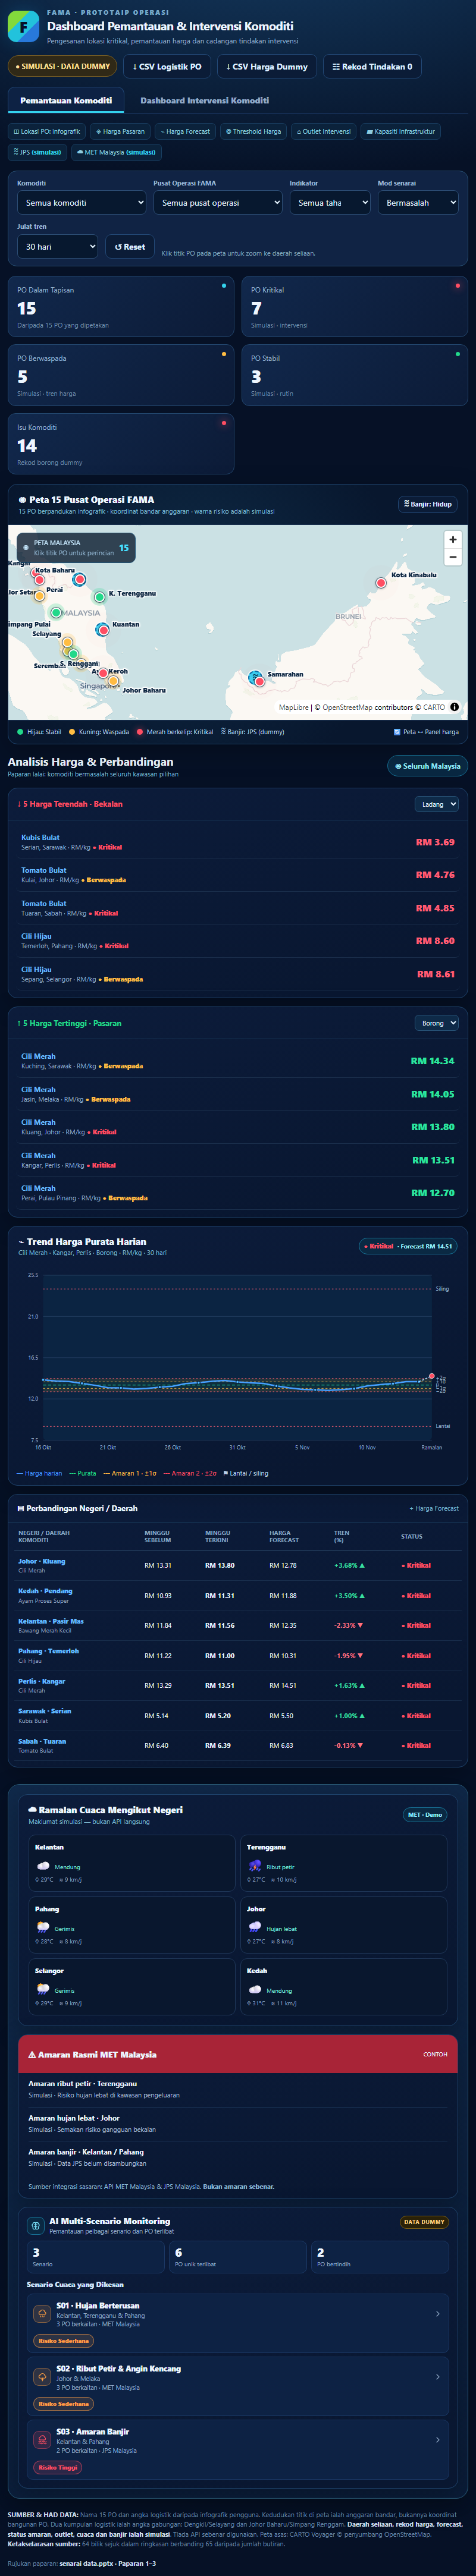 F
FAMA • PROTOTAIP OPERASI
Dashboard Pemantauan & Intervensi Komoditi
Pengesanan lokasi kritikal, pemantauan harga dan cadangan tindakan intervensi
● SIMULASI · DATA DUMMY
↓ CSV Logistik PO
↓ CSV Harga Dummy
Rekod Tindakan 0
Pemantauan Komoditi
Dashboard Intervensi Komoditi
Lokasi PO: infografik
Harga Pasaran
Harga Forecast
Threshold Harga
Outlet Intervensi
Kapasiti Infrastruktur
JPS (simulasi)
MET Malaysia (simulasi)
Komoditi
Pusat Operasi FAMA
Indikator
Mod senarai
Semua komoditi
Semua pusat operasi
Semua taha
Bermasalah
Julat tren
30 hari
↺ Reset
Klik titik PO pada peta untuk zoom ke daerah seliaan.
PO Dalam Tapisan
15
Daripada 15 PO yang dipetakan
PO Kritikal
7
Simulasi · intervensi
PO Berwaspada
5
Simulasi · tren harga
PO Stabil
3
Simulasi · rutin
Isu Komoditi
14
Rekod borong dummy
Peta 15 Pusat Operasi FAMA
15 PO berpandukan infografik · koordinat bandar anggaran · warna risiko adalah simulasi
Banjir: Hidup
PETA MALAYSIA
Klik titik PO untuk perincian
15
+
−
Kota Baharu
Perai
K. Terengganu
MALAYSIA
Kuantan
Selayang
S. Renggam
Johor Baharu
Kota Kinabalu
BRUNEI
Samarahan
MapLibre | © OpenStreetMap contributors © CARTO
Hijau: Stabil
Kuning: Waspada
Merah berkelip: Kritikal
Banjir: JPS (dummy)
Peta ↔ Panel harga
Analisis Harga & Perbandingan
Paparan lalai: komoditi bermasalah seluruh kawasan pilihan
Seluruh Malaysia
↓ 5 Harga Terendah · Bekalan
Ladang
Kubis Bulat
Serian, Sarawak · RM/kg ● Kritikal
RM 3.69
Tomato Bulat
Kulai, Johor · RM/kg ● Berwaspada
RM 4.76
Tomato Bulat
Tuaran, Sabah · RM/kg ● Kritikal
RM 4.85
Cili Hijau
Temerloh, Pahang · RM/kg ● Kritikal
RM 8.60
Cili Hijau
Sepang, Selangor · RM/kg ● Berwaspada
RM 8.61
↑ 5 Harga Tertinggi · Pasaran
Borong
Cili Merah
Kuching, Sarawak · RM/kg ● Berwaspada
RM 14.34
Cili Merah
Jasin, Melaka · RM/kg ● Berwaspada
RM 14.05
Cili Merah
Kluang, Johor · RM/kg ● Kritikal
RM 13.80
Cili Merah
Kangar, Perlis · RM/kg ● Kritikal
RM 13.51
Cili Merah
Perai, Pulau Pinang · RM/kg ● Berwaspada
RM 12.70
~ Trend Harga Purata Harian
Cili Merah · Kangar, Perlis · Borong · RM/kg · 30 hari
● Kritikal · Forecast RM 14.51
25.5
Siling
21.0
16.5
12.0
Lantai
7.5
16 Okt
21 Okt
26 Okt
31 Okt
5 Nov
10 Nov
Ramalan
— Harga harian
— Purata
— Amaran 1 · ±1σ
— Amaran 2 · ±2σ
Lantai / siling
Perbandingan Negeri / Daerah
+ Harga Forecast
NEGERI / DAERAH KOMODITI
MINGGU SEBELUM
MINGGU TERKINI
HARGA FORECAST
TREN (%)
STATUS
Johor · Kluang
Cili Merah
RM 13.31
RM 13.80
RM 12.78
+3.68% ▲
● Kritikal
Kedah · Pendang
Ayam Proses Super
RM 10.93
RM 11.31
RM 11.88
+3.50% ▲
● Kritikal
Kelantan · Pasir Mas
Bawang Merah Kecil
RM 11.84
RM 11.56
RM 12.35
-2.33% ▼
● Kritikal
Pahang · Temerloh
Cili Hijau
RM 11.22
RM 11.00
RM 10.31
-1.95% ▼
● Kritikal
Perlis · Kangar
Cili Merah
RM 13.29
RM 13.51
RM 14.51
+1.63% ▲
● Kritikal
Sarawak · Serian
Kubis Bulat
RM 5.14
RM 5.20
RM 5.50
+1.00% ▲
● Kritikal
Sabah · Tuaran
Tomato Bulat
RM 6.40
RM 6.39
RM 6.83
-0.13% ▼
● Kritikal
Ramalan Cuaca Mengikut Negeri
Maklumat simulasi — bukan API langsung
MET · Demo
Kelantan
Mendung
29°C 9 km/j
Terengganu
Ribut petir
27°C 10 km/j
Pahang
Gerimis
28°C 8 km/j
Johor
Hujan lebat
27°C 8 km/j
Selangor
Gerimis
29°C 9 km/j
Kedah
Mendung
31°C 11 km/j
⚠ Amaran Rasmi MET Malaysia
CONTOH
Amaran ribut petir · Terengganu
Simulasi · Risiko hujan lebat di kawasan pengeluaran
Amaran hujan lebat · Johor
Simulasi · Semakan risiko gangguan bekalan
Amaran banjir · Kelantan / Pahang
Simulasi · Data JPS belum disambungkan
Sumber integrasi sasaran: API MET Malaysia & JPS Malaysia. Bukan amaran sebenar.
AI Multi-Scenario Monitoring
Pemantauan pelbagai senario dan PO terlibat
DATA DUMMY
3
Senario
6
PO unik terlibat
2
PO bertindih
Senario Cuaca yang Dikesan
S01 · Hujan Berterusan
Kelantan, Terengganu & Pahang
3 PO berkaitan · MET Malaysia
Risiko Sederhana
S02 · Ribut Petir & Angin Kencang
Johor & Melaka
3 PO berkaitan · MET Malaysia
Risiko Sederhana
S03 · Amaran Banjir
Kelantan & Pahang
2 PO berkaitan · JPS Malaysia
Risiko Tinggi
SUMBER & HAD DATA: Nama 15 PO dan angka logistik daripada infografik pengguna. Kedudukan titik di peta ialah anggaran bandar, bukannya koordinat
bangunan PO. Dua kumpulan logistik ialah angka gabungan: Dengkil/Selayang dan Johor Baharu/Simpang Renggam. Daerah seliaan, rekod harga, forecast,
status amaran, outlet, cuaca dan banjir ialah simulasi. Tiada API sebenar digunakan. Peta asas: CARTO Voyager © penyumbang OpenStreetMap.
Ketakselarasan sumber: 64 bilik sejuk dalam ringkasan berbanding 65 daripada jumlah butiran.
Rujukan paparan: senarai data.pptx · Paparan 1–3